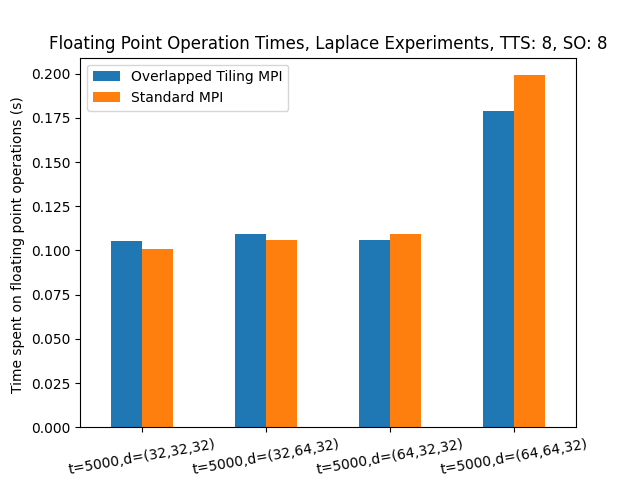 Floating Point Operation Times, Laplace Experiments, TTS: 8, SO: 8
Overlapped Tiling MPI
Standard MPI
Time spent on floating point operations (s)
0.200
0.175
0.150
0.125
0.100
0.075
0.050
0.025
0.000
t=5000,d=(32,32,32)
t=5000,d=(32,64,32)
t=5000,d=(64,32,32)
t=5000,d=(64,64,32)